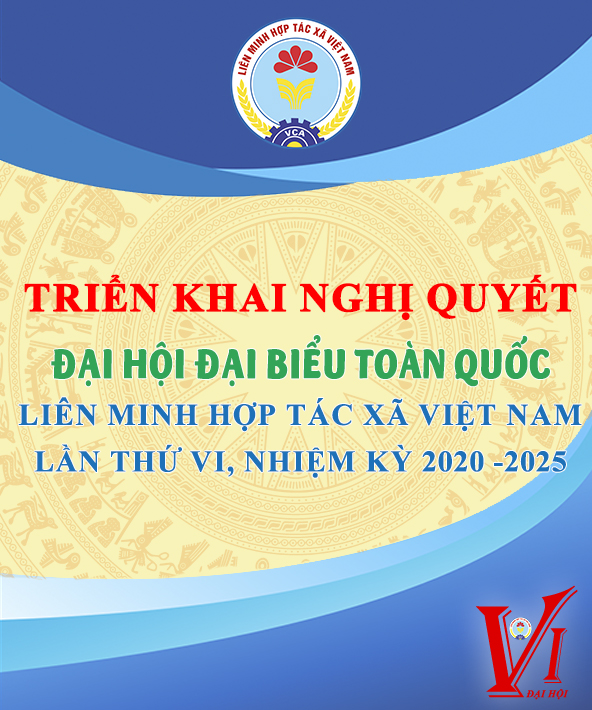 LIÊN MINH HỢP TÁC XÃ VIỆT NAM
VCA
TRIỂN KHAI NGHỊ QUYẾT
ĐẠI HỘI ĐẠI BIỂU TOÀN QUỐC
LIÊN MINH HỢP TÁC XÃ VIỆT NAM
LẦN THỨ VI, NHIỆM KỲ 2020 -2025
VI
ĐẠI HỘI